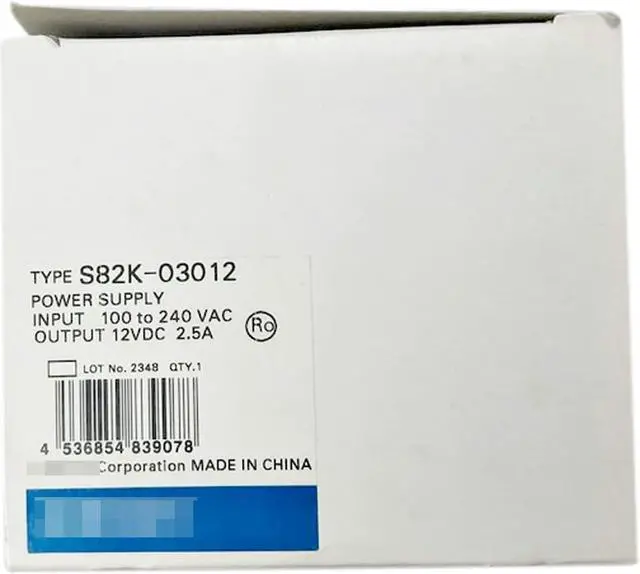 TYPE S82K-03012
POWER SUPPLY
INPUT 100 to 240 VAC
OUTPUT 12VDC 2.5A
Ro
LOT No. 2348 QTY.1
4 536854 839078
Corporation MADE IN CHINA